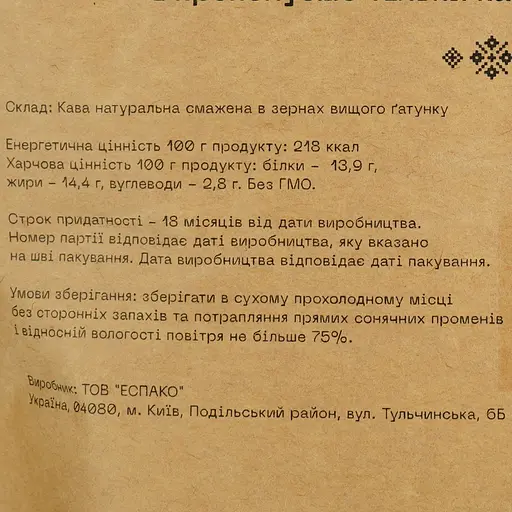 Склад: Кава натуральна смажена в зернах вищого ґатунку
Енергетична цінність 100 г продукту: 218 ккал
Харчова цінність 100 г продукту: білки – 13,9 г,
жири – 14,4 г, вуглеводи – 2,8 г. Без ГМО.
Строк придатності – 18 місяців від дати виробництва.
Номер партії відповідає даті виробництва, яку вказано
на шві пакування. Дата виробництва відповідає даті пакування.
Умови зберігання: зберігати в сухому прохолодному місці
без сторонніх запахів та потрапляння прямих сонячних променів
і відносній вологості повітря не більше 75%.
Виробник: ТОВ "ЕСПАКО"
Україна, 04080, м. Київ, Подільський район, вул. Тульчинська, 6Б